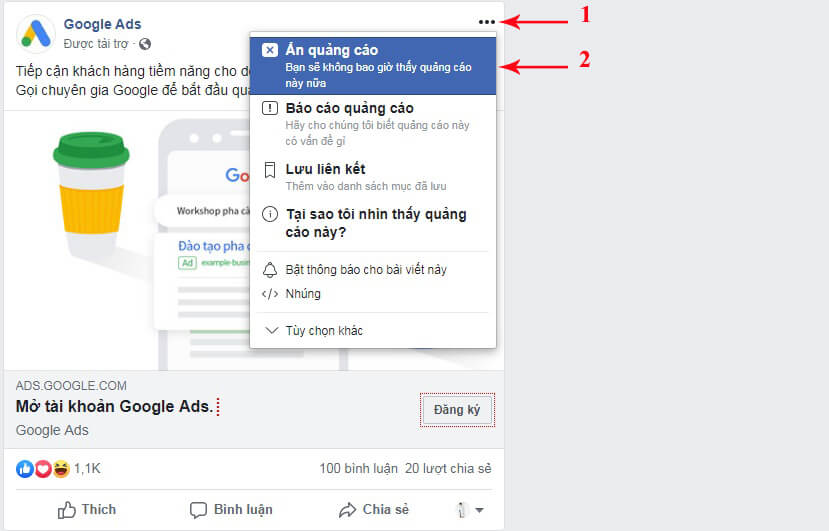 Google Ads
Được tài trợ ·
1
Ẩn quảng cáo
Bạn sẽ không bao giờ thấy quảng cáo
này nữa
2
Tiếp cận khách hàng tiềm năng cho
Gọi chuyên gia Google để bắt đầu
Báo cáo quảng cáo
Hãy cho chúng tôi biết quảng cáo này
có vấn đề gì
Lưu liên kết
Thêm vào danh sách mục đã lưu
Tại sao tôi nhìn thấy quảng
cáo này?
Bật thông báo cho bài viết này
</> Nhúng
Tùy chọn khác
Go
Workshop pha
Đào tạo pha
Ad example-busi
ADS.GOOGLE.COM
Mở tài khoản Google Ads.
Google Ads
Đăng ký
1,1K
100 bình luận 20 lượt chia sẻ
Thích
Bình luận
Chia sẻ